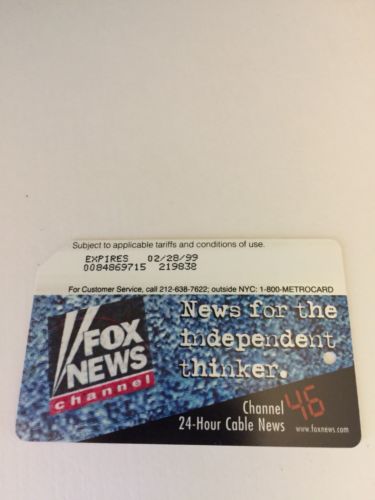 Subject to applicable tariffs and conditions of use.
EXPIRES 02/28/99
0084869715 219838
For Customer Service, call 212-638-7622; outside NYC: 1-800-METROCARD
FOX
NEWS
channel
News for the
independent
thinker.
Channel 46
24-Hour Cable News
www.foxnews.com